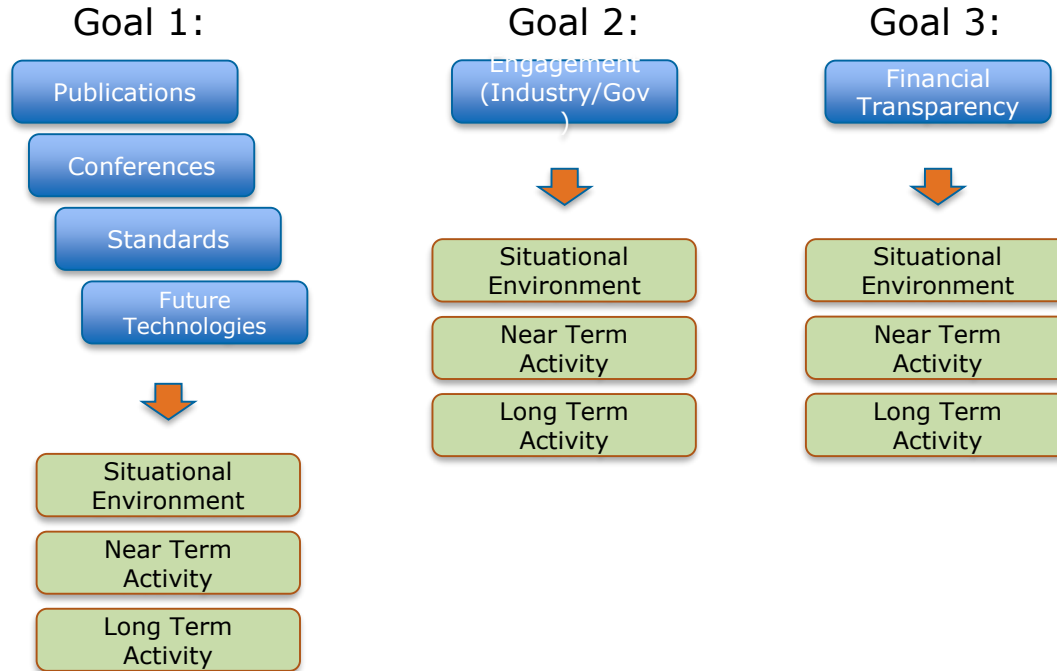 Goal 1:
Publications
Conferences
Standards
Future
Technologies
Situational
Environment
Near Term
Activity
Long Term
Activity
Goal 2:
Engagement
(Industry/Gov
)
Situational
Environment
Near Term
Activity
Long Term
Activity
Goal 3:
Financial
Transparency
Situational
Environment
Near Term
Activity
Long Term
Activity